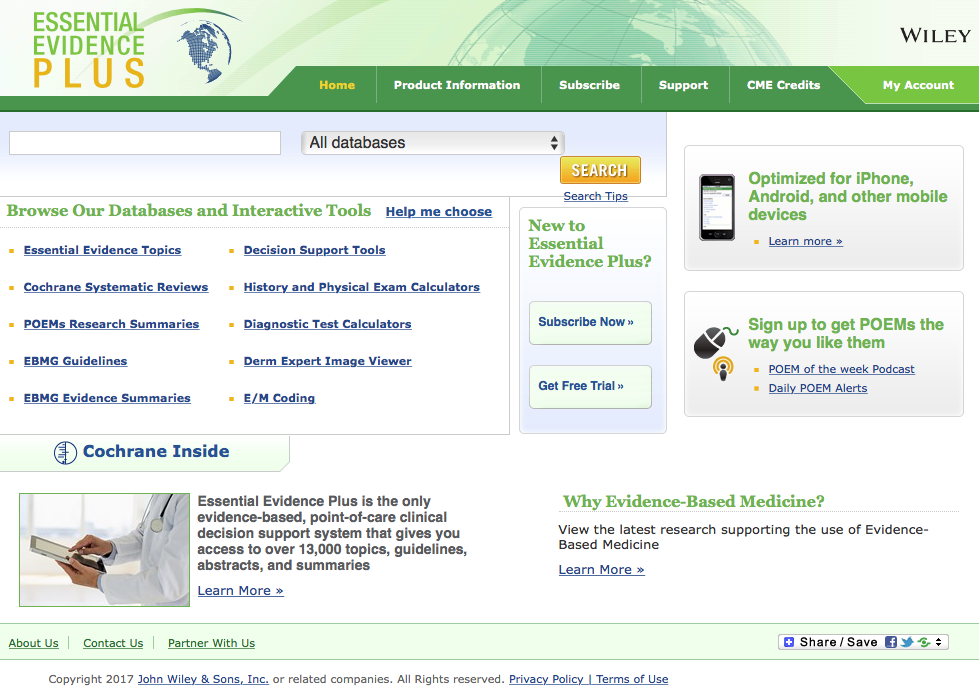 ESSENTIAL
EVIDENCE
PLUS
WILEY
Home
Product Information
Subscribe
Support
CME Credits
My Account
All databases
SEARCH
Search Tips
Browse Our Databases and Interactive Tools
Help me choose
Essential Evidence Topics
Cochrane Systematic Reviews
POEMs Research Summaries
EBMG Guidelines
EBMG Evidence Summaries
Decision Support Tools
History and Physical Exam Calculators
Diagnostic Test Calculators
Derm Expert Image Viewer
E/M Coding
New to
Essential
Evidence Plus?
Subscribe Now »
Get Free Trial »
Optimized for iPhone,
Android, and other mobile
devices
Learn more »
Sign up to get POEMs the
way you like them
POEM of the week Podcast
Daily POEM Alerts
Cochrane Inside
Essential Evidence Plus is the only
evidence-based, point-of-care clinical
decision support system that gives you
access to over 13,000 topics, guidelines,
abstracts, and summaries
Learn More »
Why Evidence-Based Medicine?
View the latest research supporting the use of Evidence-
Based Medicine
Learn More »
About Us
Contact Us
Partner With Us
Share / Save
Copyright 2017 John Wiley & Sons, Inc. or related companies. All Rights reserved. Privacy Policy | Terms of Use